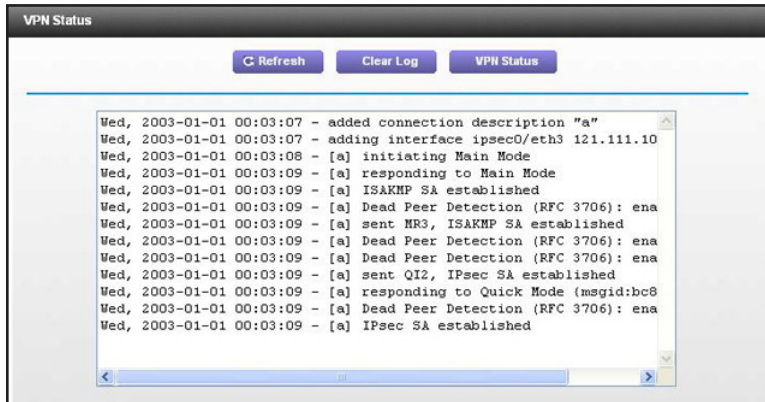 VPN Status
Refresh Clear Log VPN Status
Wed, 2003-01-01 00:03:07 - added connection description "a"
Wed, 2003-01-01 00:03:07 - adding interface ipsec0/eth3 121.111.10
Wed, 2003-01-01 00:03:08 - [a] initiating Main Mode
Wed, 2003-01-01 00:03:09 - [a] responding to Main Mode
Wed, 2003-01-01 00:03:09 - [a] ISAKMP SA established
Wed, 2003-01-01 00:03:09 - [a] Dead Peer Detection (RFC 3706): ena
Wed, 2003-01-01 00:03:09 - [a] sent MR3, ISAKMP SA established
Wed, 2003-01-01 00:03:09 - [a] Dead Peer Detection (RFC 3706): ena
Wed, 2003-01-01 00:03:09 - [a] Dead Peer Detection (RFC 3706): ena
Wed, 2003-01-01 00:03:09 - [a] sent QI2, IPsec SA established
Wed, 2003-01-01 00:03:09 - [a] responding to Quick Mode (msgid:bc8
Wed, 2003-01-01 00:03:09 - [a] Dead Peer Detection (RFC 3706): ena
Wed, 2003-01-01 00:03:09 - [a] IPsec SA established